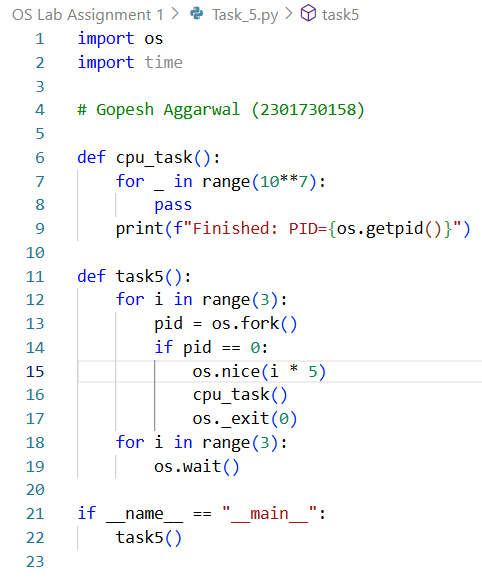 OS Lab Assignment 1 > Task_5.py > task5
1 import os
2 import time
3
4 # Gopesh Aggarwal (2301730158)
5
6 def cpu_task():
7     for _ in range(10**7):
8         pass
9     print(f"Finished: PID={os.getpid()}")
10
11 def task5():
12     for i in range(3):
13         pid = os.fork()
14         if pid == 0:
15             os.nice(i * 5)
16             cpu_task()
17             os._exit(0)
18     for i in range(3):
19         os.wait()
20
21 if __name__ == "__main__":
22     task5()
23